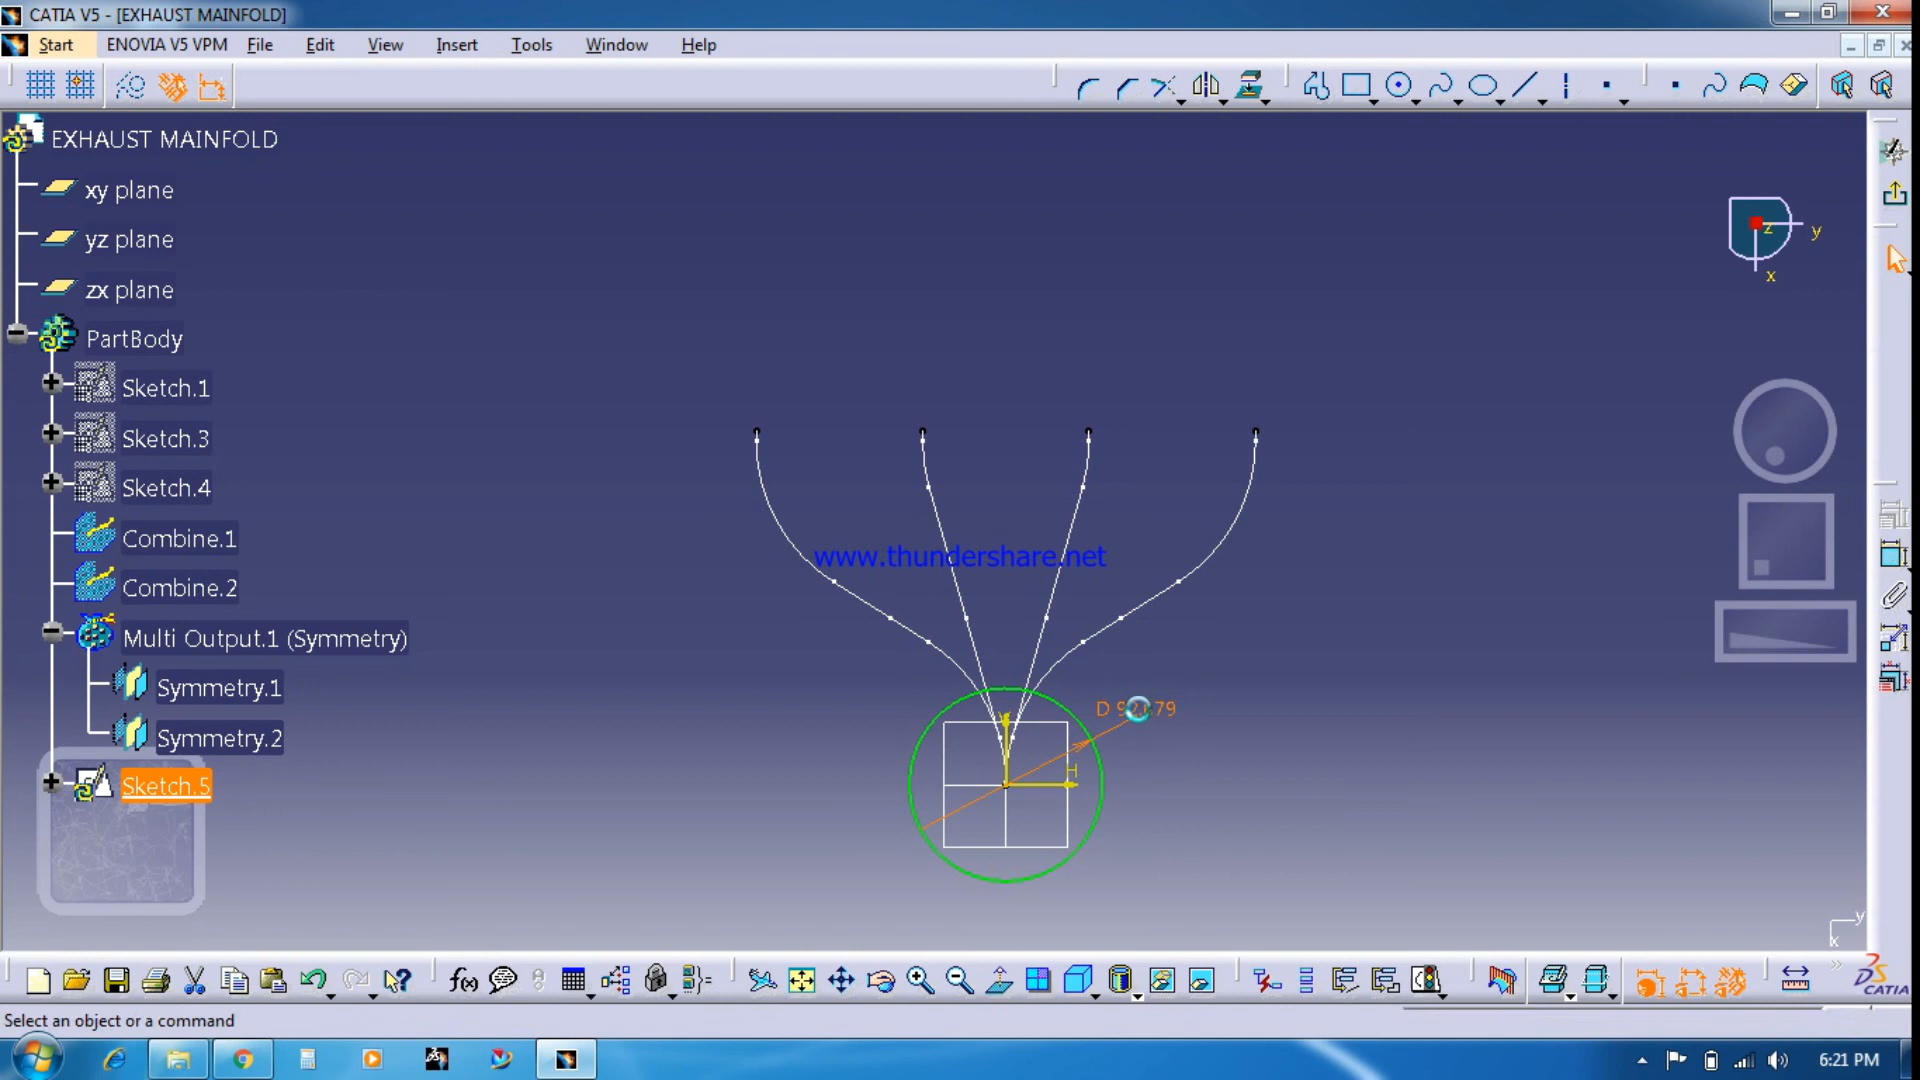 CATIA V5 - [EXHAUST MAINFOLD]
Start ENOVIA V5 VPM File Edit View Insert Tools Window Help
EXHAUST MAINFOLD
xy plane
yz plane
zx plane
PartBody
Sketch.1
Sketch.3
Sketch.4
Combine.1
Combine.2
Multi Output.1 (Symmetry)
Symmetry.1
Symmetry.2
Sketch.5
z
y
x
www.thundershare.net
V
H
y
x
f(x)
CATIA
Select an object or a command
6:21 PM